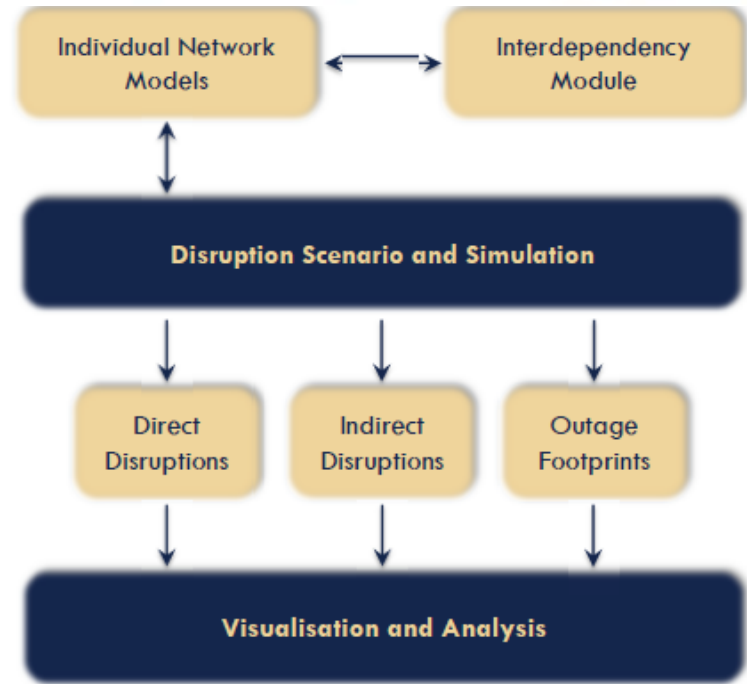 Individual Network
Models
Interdependency
Module
Disruption Scenario and Simulation
Direct
Disruptions
Indirect
Disruptions
Outage
Footprints
Visualisation and Analysis